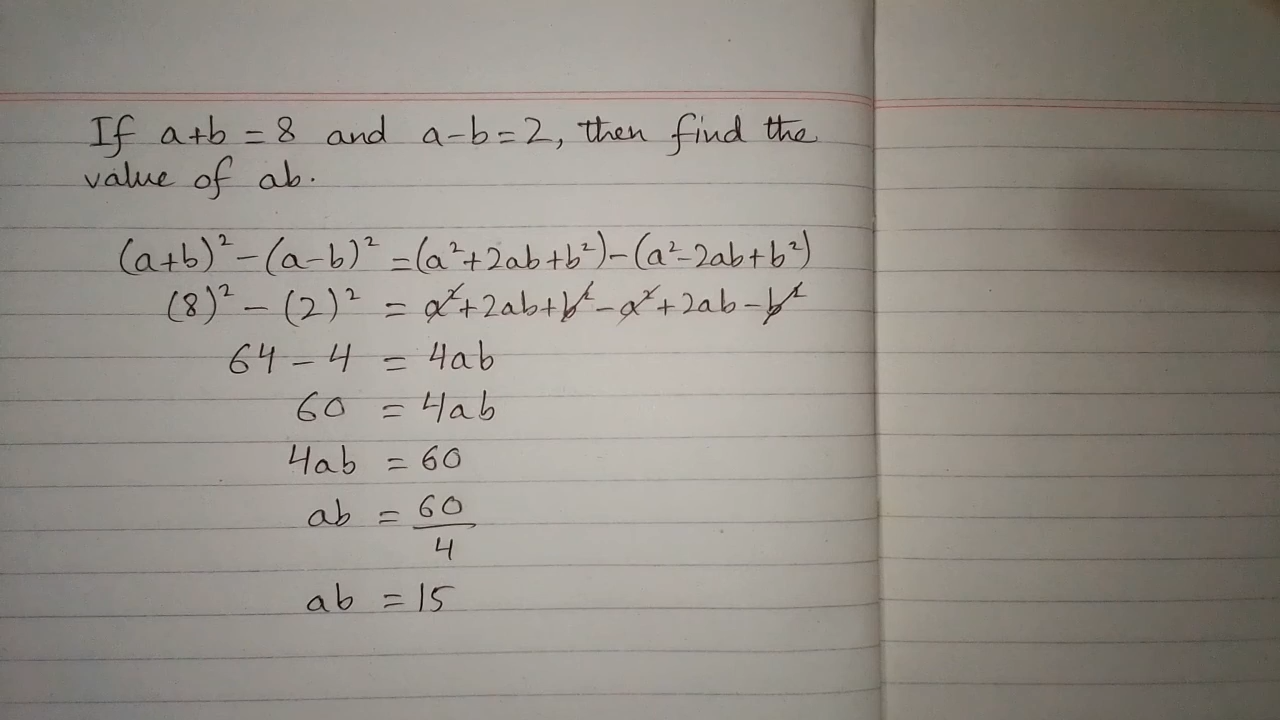 If a+b = 8 and a-b=2, then find the
value of ab.
(a+b)² - (a-b)² = (a²+2ab+b²) - (a²-2ab+b²)
(8)² - (2)² = a²+2ab+b²-a²+2ab-b²
64 - 4 = 4ab
60 = 4ab
4ab = 60
ab = 60
4
ab = 15